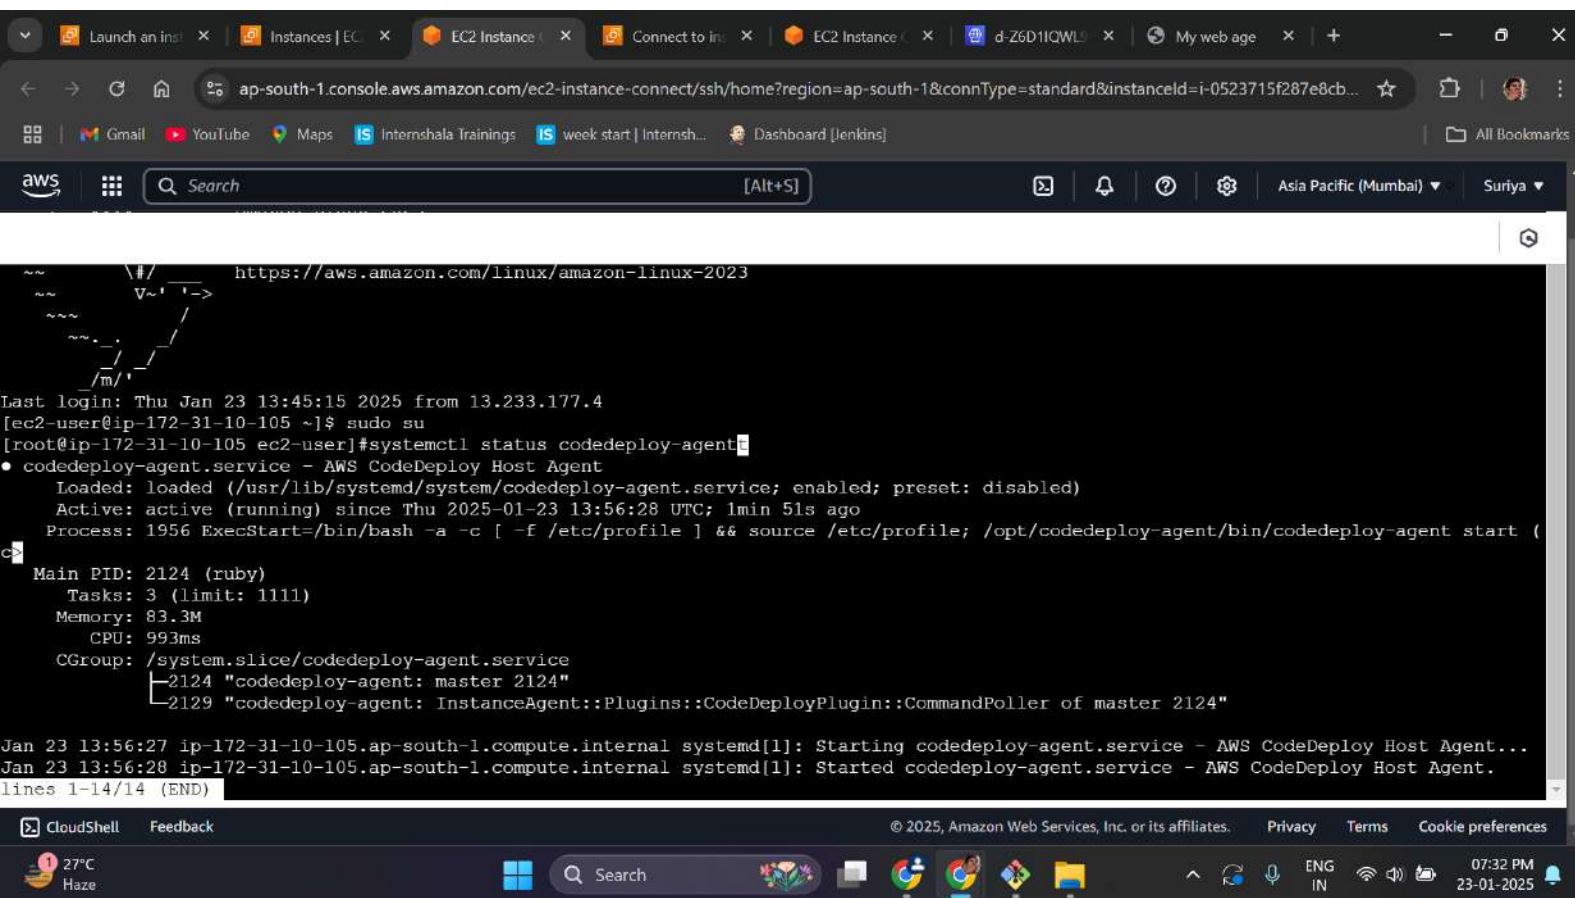 Launch an ins
Instances | EC
EC2 Instance C
Connect to in
EC2 Instance C
d-Z6D1IQWL9
My web age
ap-south-1.console.aws.amazon.com/ec2-instance-connect/ssh/home?region=ap-south-1&connType=standard&instanceId=i-0523715f287e8cb...
Gmail
YouTube
Maps
IS Internshala Trainings
IS week start | Internsh...
Dashboard [Jenkins]
All Bookmarks
aws
Search
[Alt+S]
Asia Pacific (Mumbai) ▼
Suriya ▼
~~       \#/ ___   https://aws.amazon.com/linux/amazon-linux-2023
~~       V~' '->
~~~         /
~~._.   _/
_/ _/
_/m/'
Last login: Thu Jan 23 13:45:15 2025 from 13.233.177.4
[ec2-user@ip-172-31-10-105 ~]$ sudo su
[root@ip-172-31-10-105 ec2-user]#systemctl status codedeploy-agentt
● codedeploy-agent.service - AWS CodeDeploy Host Agent
Loaded: loaded (/usr/lib/systemd/system/codedeploy-agent.service; enabled; preset: disabled)
Active: active (running) since Thu 2025-01-23 13:56:28 UTC; 1min 51s ago
Process: 1956 ExecStart=/bin/bash -a -c [ -f /etc/profile ] && source /etc/profile; /opt/codedeploy-agent/bin/codedeploy-agent start (
c>
Main PID: 2124 (ruby)
Tasks: 3 (limit: 1111)
Memory: 83.3M
CPU: 993ms
CGroup: /system.slice/codedeploy-agent.service
├─2124 "codedeploy-agent: master 2124"
└─2129 "codedeploy-agent: InstanceAgent::Plugins::CodeDeployPlugin::CommandPoller of master 2124"
Jan 23 13:56:27 ip-172-31-10-105.ap-south-1.compute.internal systemd[1]: Starting codedeploy-agent.service - AWS CodeDeploy Host Agent...
Jan 23 13:56:28 ip-172-31-10-105.ap-south-1.compute.internal systemd[1]: Started codedeploy-agent.service - AWS CodeDeploy Host Agent.
lines 1-14/14 (END)
CloudShell
Feedback
© 2025, Amazon Web Services, Inc. or its affiliates.
Privacy
Terms
Cookie preferences
1
27°C
Haze
Search
ENG
IN
07:32 PM
23-01-2025